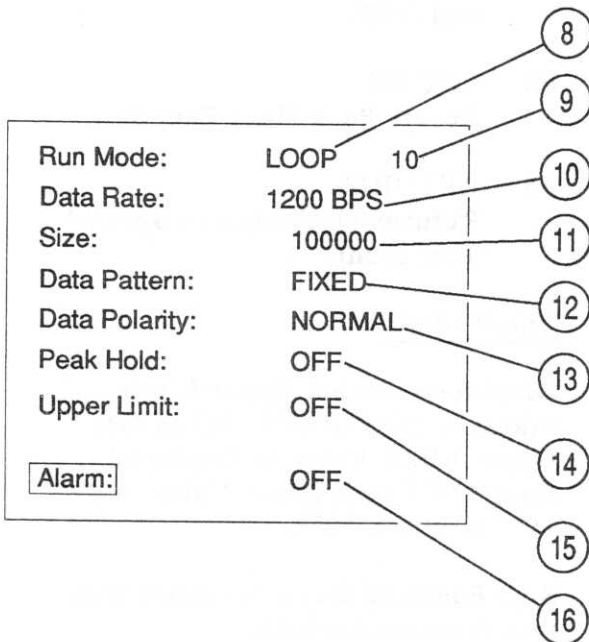 8
9
Run Mode: LOOP 10
Data Rate: 1200 BPS
10
Size: 100000
11
Data Pattern: FIXED
12
Data Polarity: NORMAL
13
Peak Hold: OFF
14
Upper Limit: OFF
15
Alarm: OFF
16